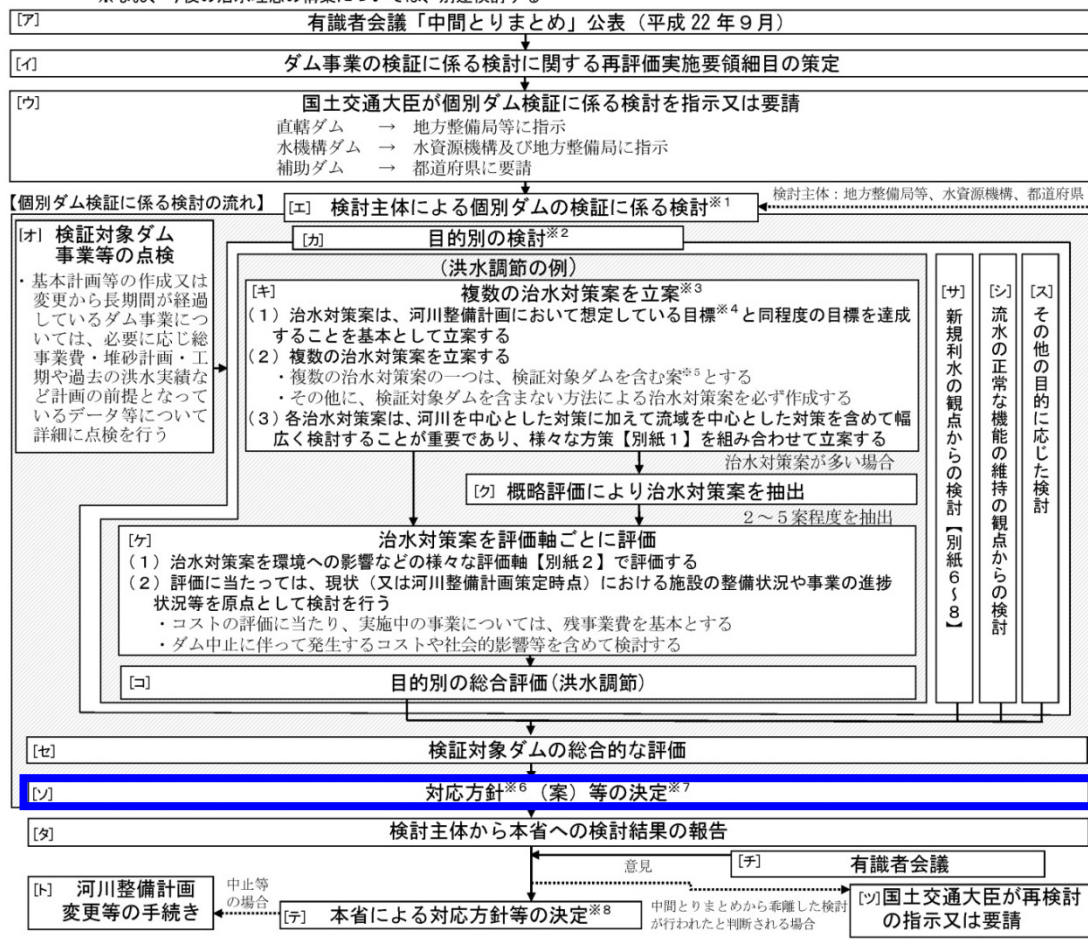 [ア] 有識者会議「中間とりまとめ」公表（平成22年９月）
[イ] ダム事業の検証に係る検討に関する再評価実施要領細目の策定
[ウ] 国土交通大臣が個別ダム検証に係る検討を指示又は要請
直轄ダム → 地方整備局等に指示
水機構ダム → 水資源機構及び地方整備局に指示
補助ダム → 都道府県に要請
【個別ダム検証に係る検討の流れ】
[エ] 検討主体による個別ダムの検証に係る検討※1
検討主体：地方整備局等、水資源機構、都道府県
[オ] 検証対象ダム
事業等の点検
・基本計画等の作成又は
変更から長期間が経過
しているダム事業につ
いては、必要に応じ総
事業費・堆砂計画・工
期や過去の洪水実績な
ど計画の前提となって
いるデータ等について
詳細に点検を行う
[カ] 目的別の検討※2
(洪水調節の例)
[キ] 複数の治水対策案を立案※3
(１) 治水対策案は、河川整備計画において想定している目標※4と同程度の目標を達成
することを基本として立案する
(２) 複数の治水対策案を立案する
・複数の治水対策案の一つは、検証対象ダムを含む案※5とする
・その他に、検証対象ダムを含まない方法による治水対策案を必ず作成する
(３) 各治水対策案は、河川を中心とした対策に加えて流域を中心とした対策を含めて幅
広く検討することが重要であり、様々な方策【別紙１】を組み合わせて立案する
治水対策案が多い場合
[ク] 概略評価により治水対策案を抽出
２～５案程度を抽出
[ケ] 治水対策案を評価軸ごとに評価
(１) 治水対策案を環境への影響などの様々な評価軸【別紙２】で評価する
(２) 評価に当たっては、現状（又は河川整備計画策定時点）における施設の整備状況や事業の進捗
状況等を原点として検討を行う
・コストの評価に当たり、実施中の事業については、残事業費を基本とする
・ダム中止に伴って発生するコストや社会的影響等を含めて検討する
[コ] 目的別の総合評価(洪水調節)
[サ] 新規利水の観点からの検討【別紙６～８】
[シ] 流水の正常な機能の維持の観点からの検討
[ス] その他の目的に応じた検討
[セ] 検証対象ダムの総合的な評価
[ソ] 対応方針※6（案）等の決定※7
[タ] 検討主体から本省への検討結果の報告
意見
[チ] 有識者会議
[ト] 河川整備計画
変更等の手続き
中止等
の場合
[テ] 本省による対応方針等の決定※8
中間とりまとめから乖離した検討
が行われたと判断される場合
[ツ] 国土交通大臣が再検討
の指示又は要請